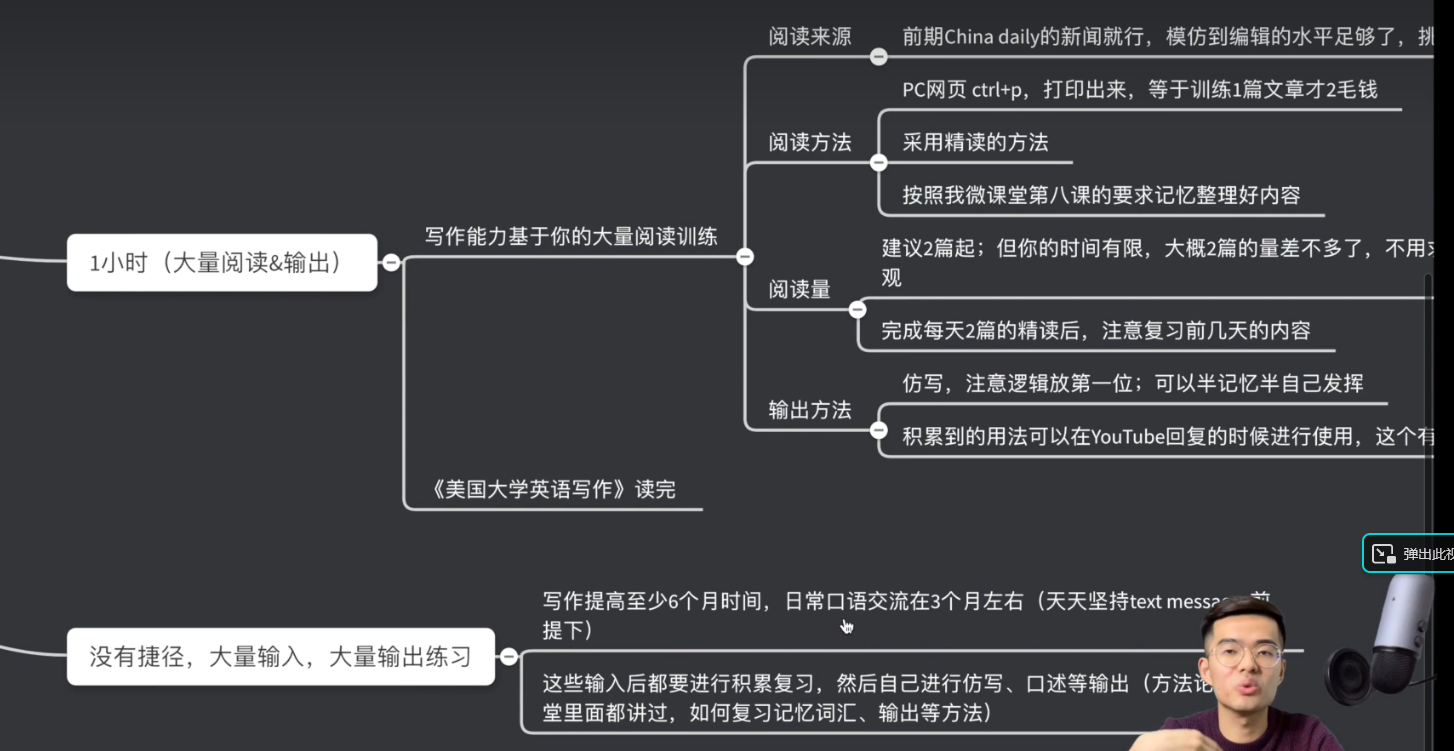 阅读来源
前期China daily的新闻就行，模仿到编辑的水平足够了，挑
PC网页 ctrl+p，打印出来，等于训练1篇文章才2毛钱
阅读方法
采用精读的方法
按照我微课堂第八课的要求记忆整理好内容
写作能力基于你的大量阅读训练
1小时（大量阅读&输出）
建议2篇起；但你的时间有限，大概2篇的量差不多了，不用
观
阅读量
完成每天2篇的精读后，注意复习前几天的内容
仿写，注意逻辑放第一位；可以半记忆半自己发挥
输出方法
积累到的用法可以在YouTube回复的时候进行使用，这个有
《美国大学英语写作》读完
弹出此视
写作提高至少6个月时间，日常口语交流在3个月左右（天天坚持text 前
提下）
没有捷径，大量输入，大量输出练习
这些输入后都要进行积累复习，然后自己进行仿写、口述等输出（方法论
堂里面都讲过，如何复习记忆词汇、输出等方法）